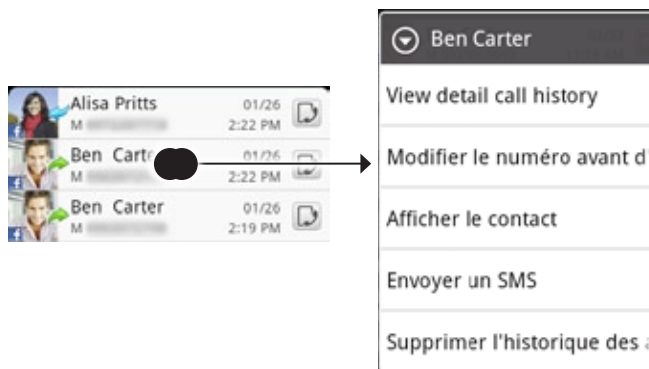 Alisa Pritts 01/26
M 2:22 PM
Ben Carte 01/26
M 2:22 PM
Ben Carter 01/26
M 2:19 PM
Ben Carter
View detail call history
Modifier le numéro avant d'
Afficher le contact
Envoyer un SMS
Supprimer l'historique des